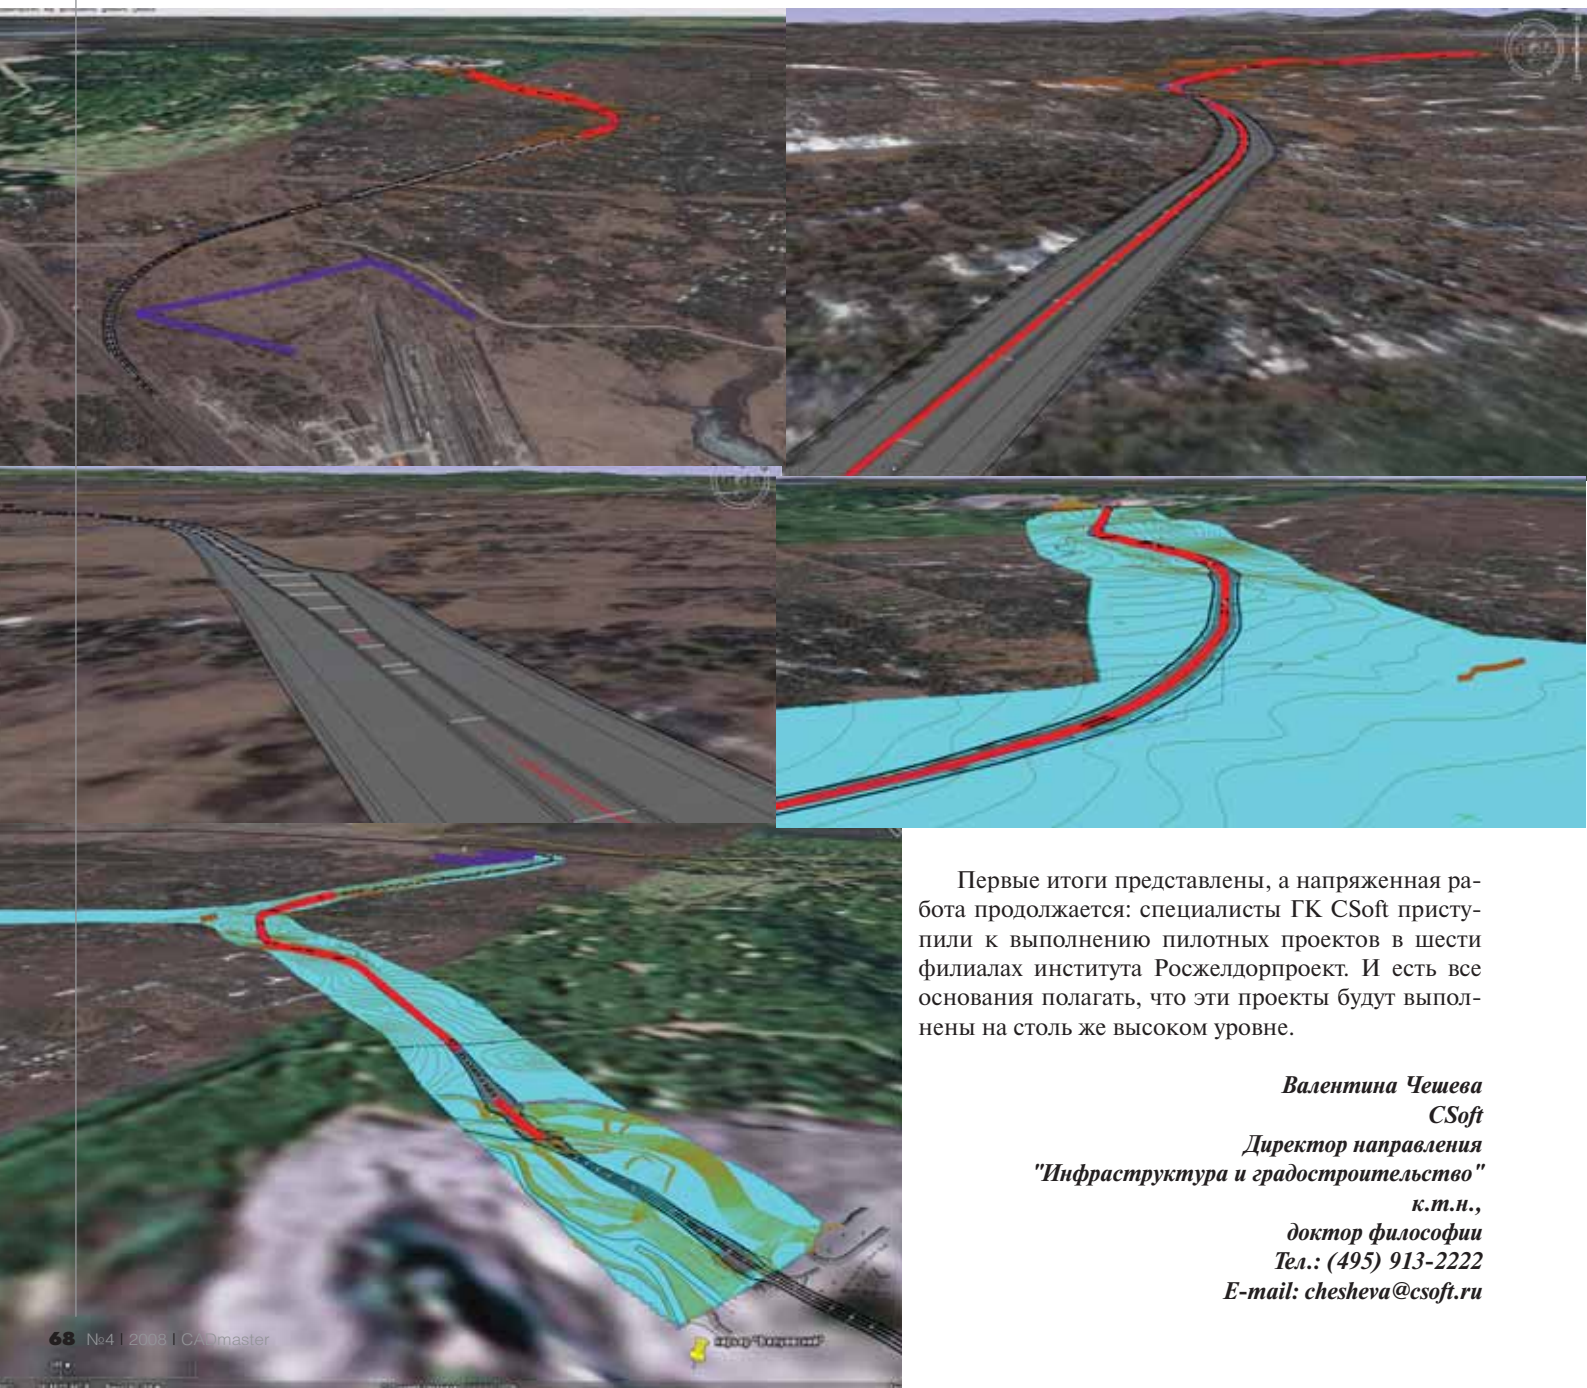 Первые итоги представлены, а напряженная ра-
бота продолжается: специалисты ГК CSoft присту-
пили к выполнению пилотных проектов в шести
филиалах института Росжелдорпроект. И есть все
основания полагать, что эти проекты будут выпол-
нены на столь же высоком уровне.
Валентина Чешева
CSoft
Директор направления
"Инфраструктура и градостроительство"
к.т.н.,
доктор философии
Тел.: (495) 913-2222
E-mail: chesheva@csoft.ru
68 №4 | 2008 | CADmaster